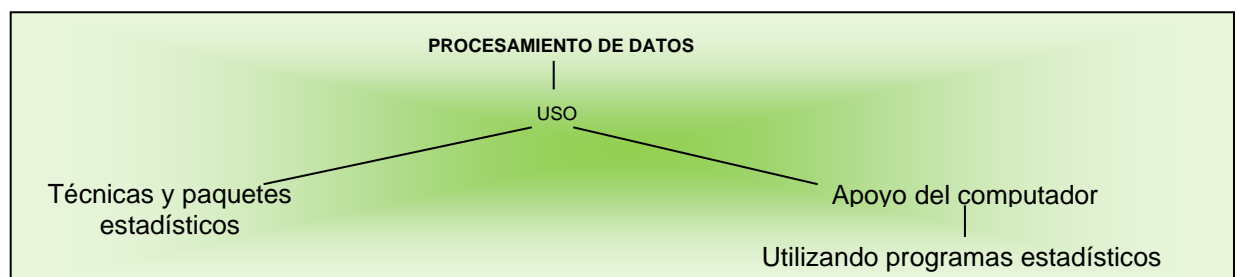 PROCESAMIENTO DE DATOS
USO
Técnicas y paquetes
estadísticos
Apoyo del computador
Utilizando programas estadísticos